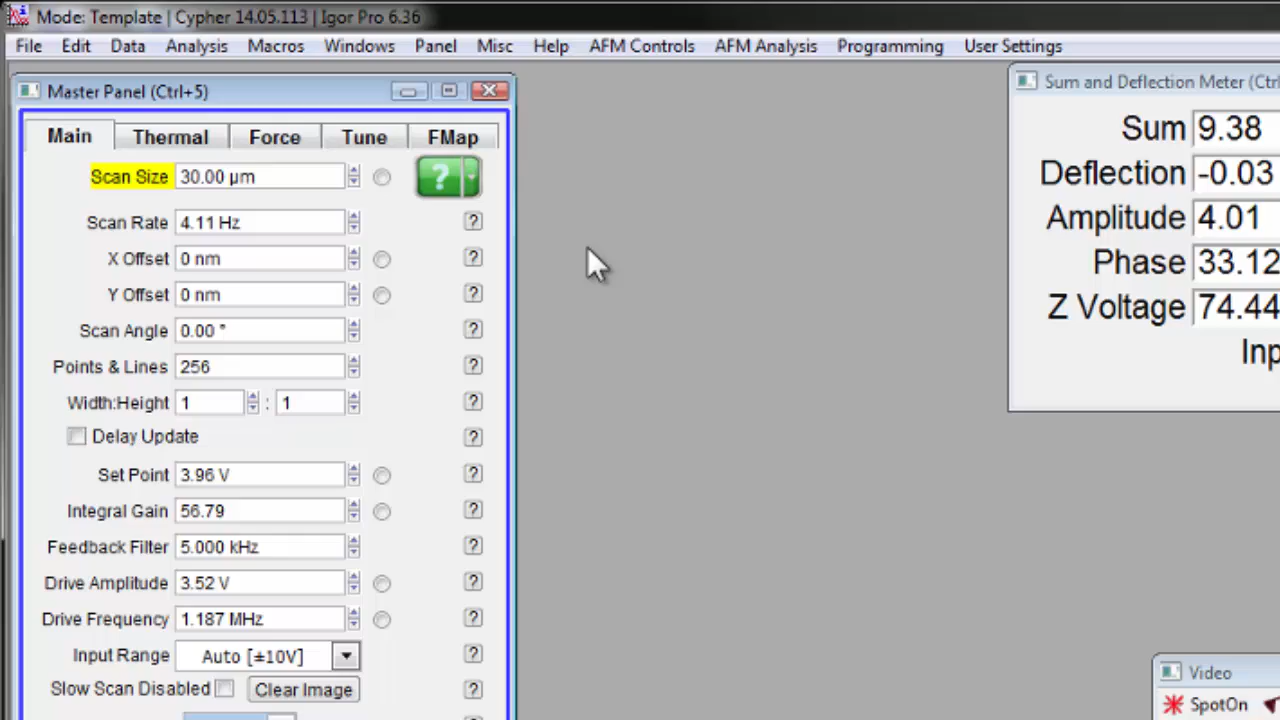 Mode: Template | Cypher 14.05.113 | Igor Pro 6.36
File Edit Data Analysis Macros Windows Panel Misc Help AFM Controls AFM Analysis Programming User Settings
Master Panel (Ctrl+5)
Main Thermal Force Tune FMap
Scan Size 30.00 µm ?
Scan Rate 4.11 Hz ?
X Offset 0 nm ?
Y Offset 0 nm ?
Scan Angle 0.00 ° ?
Points & Lines 256 ?
Width:Height 1 : 1 ?
Delay Update ?
Set Point 3.96 V ?
Integral Gain 56.79 ?
Feedback Filter 5.000 kHz ?
Drive Amplitude 3.52 V ?
Drive Frequency 1.187 MHz ?
Input Range Auto [±10V] ?
Slow Scan Disabled Clear Image ?
Sum and Deflection Meter (Ctrl
Sum 9.38
Deflection -0.03
Amplitude 4.01
Phase 33.12
Z Voltage 74.44
Inp
Video
SpotOn